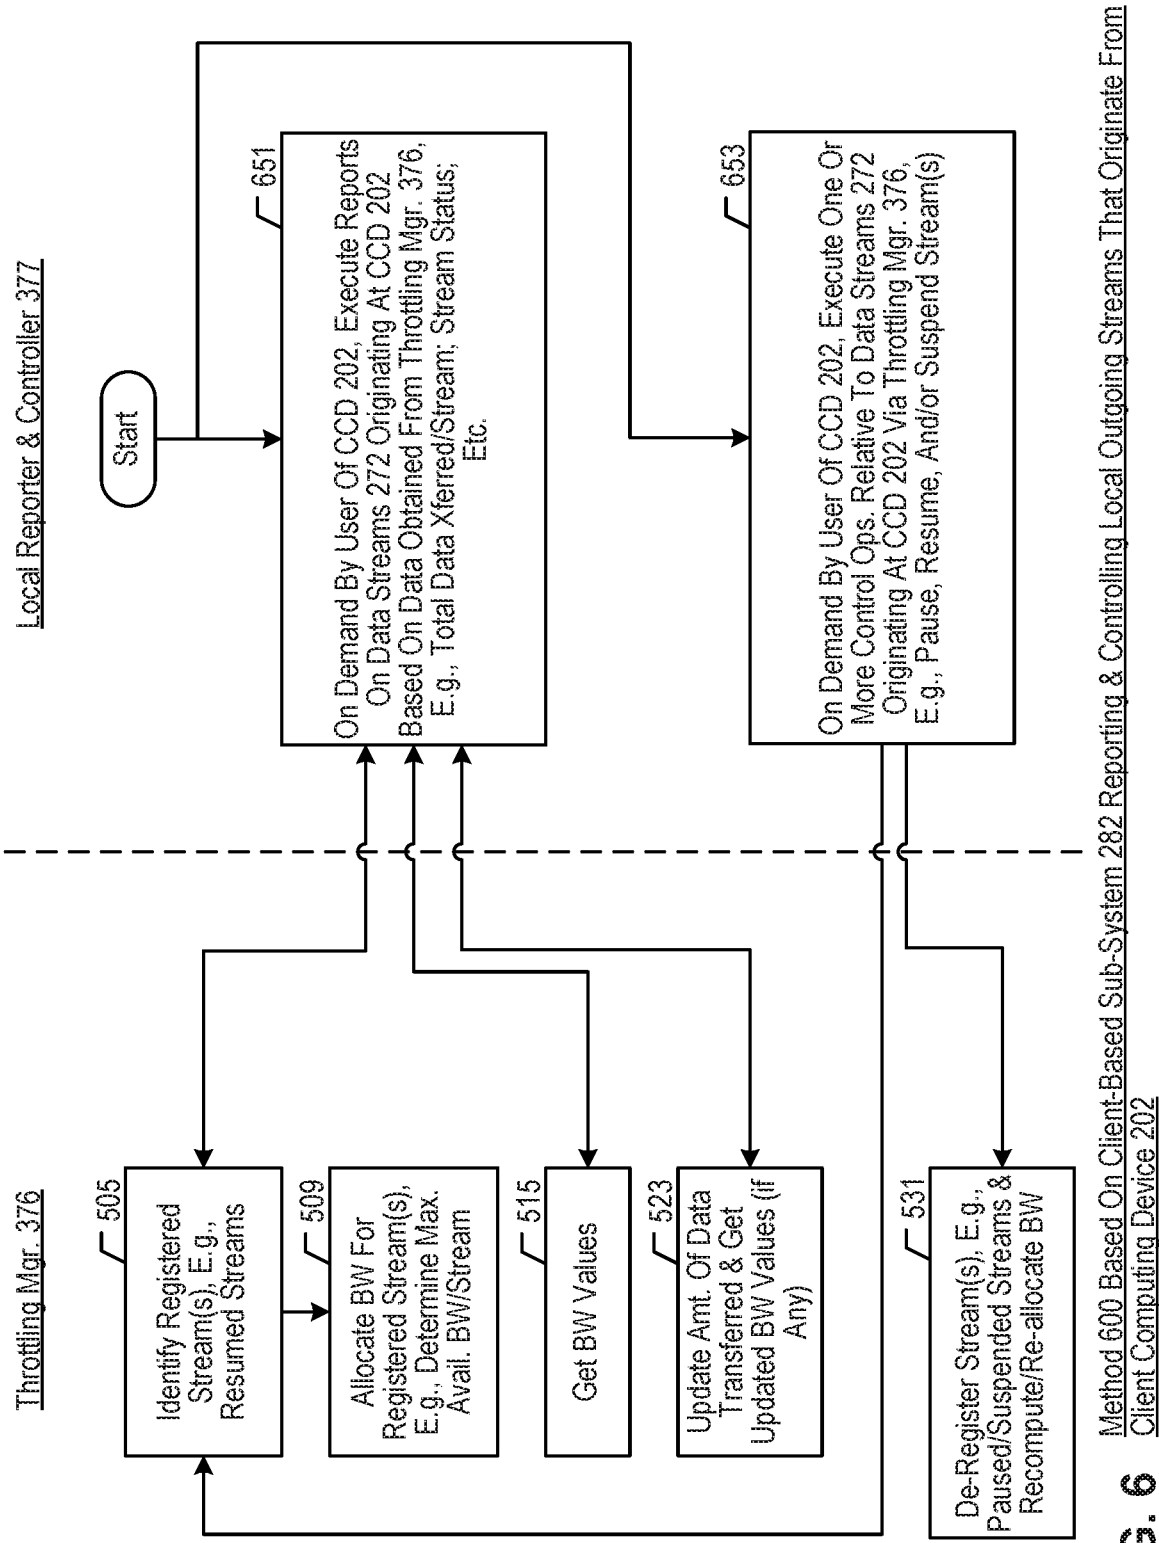 Throttling Mgr. 376
Local Reporter & Controller 377
Start
505
Identify Registered
Stream(s), E.g.,
Resumed Streams
509
Allocate BW For
Registered Stream(s),
E.g., Determine Max.
Avail. BW/Stream
515
Get BW Values
523
Update Amt. Of Data
Transferred & Get
Updated BW Values (if
Any)
531
De-Register Stream(s), E.g.,
Paused/Suspended Streams &
Recompute/Re-allocate BW
651
On Demand By User Of CCD 202, Execute Reports
On Data Streams 272 Originating At CCD 202
Based On Data Obtained From Throttling Mgr. 376,
E.g., Total Data Xferred/Stream; Stream Status;
Etc.
653
On Demand By User Of CCD 202, Execute One Or
More Control Ops. Relative To Data Streams 272
Originating At CCD 202 Via Throttling Mgr. 376,
E.g., Pause, Resume, And/or Suspend Stream(s)
G. 6
Method 600 Based On Client-Based Sub-System 282 Reporting & Controlling Local Outgoing Streams That Originate From
Client Computing Device 202